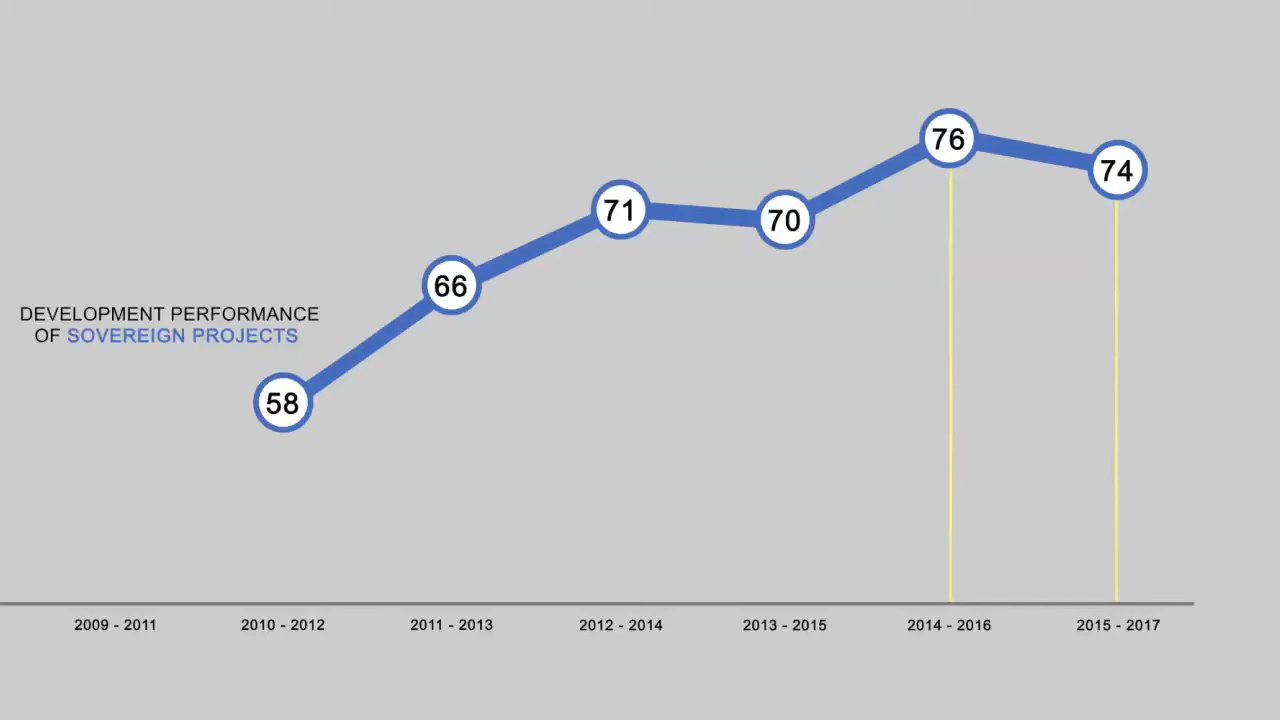 76
74
71
70
66
DEVELOPMENT PERFORMANCE
OF SOVEREIGN PROJECTS
58
2009 - 2011
2010 - 2012
2011 - 2013
2012 - 2014
2013 - 2015
2014 - 2016
2015 - 2017